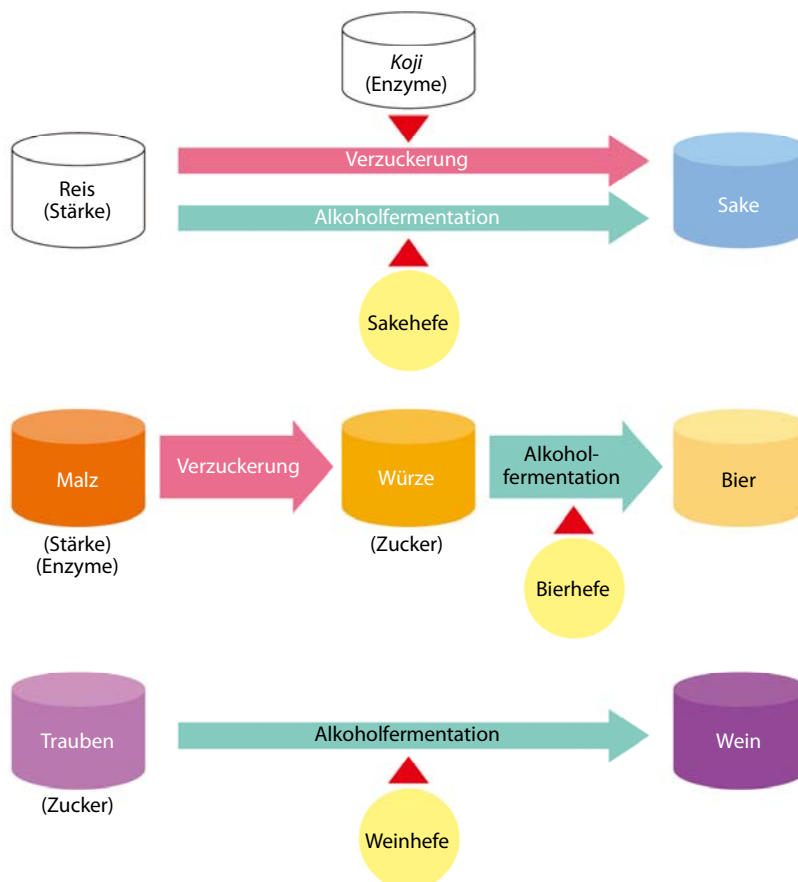 Koji
(Enzyme)
Verzuckerung
Reis
(Stärke)
Sake
Alkoholfermentation
Sakehefe
Malz
Verzuckerung
Würze
Alkohol-
fermentation
Bier
(Stärke)
(Enzyme)
(Zucker)
Bierhefe
Trauben
Alkoholfermentation
Wein
(Zucker)
Weinhefe